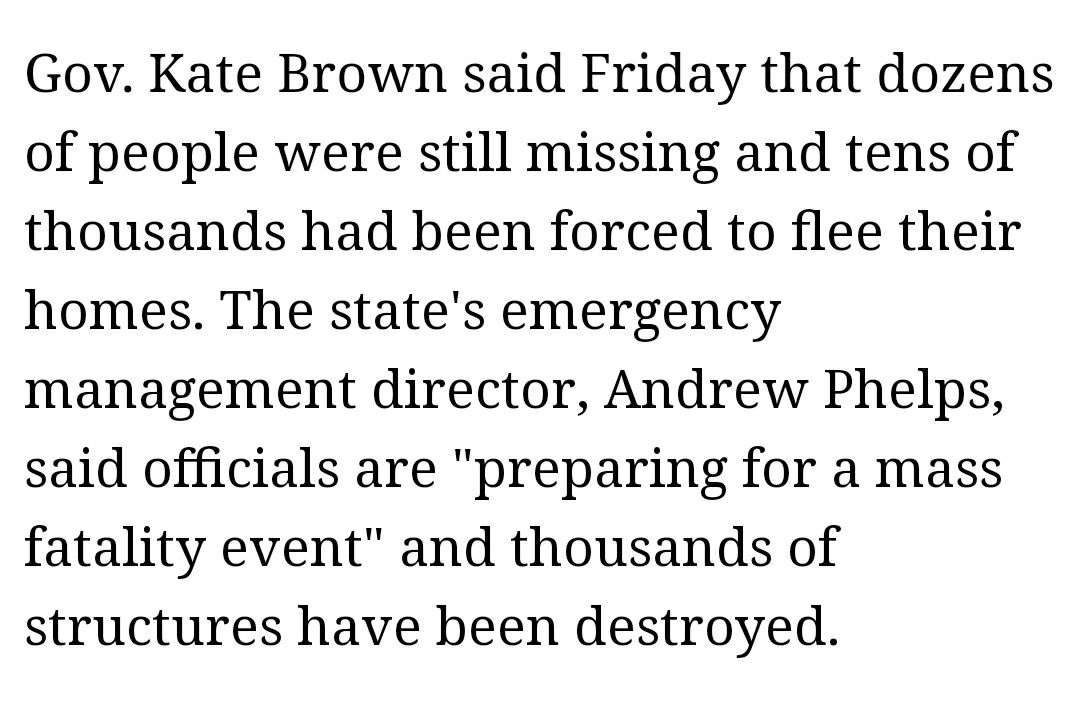 Gov. Kate Brown said Friday that dozens
of people were still missing and tens of
thousands had been forced to flee their
homes. The state's emergency
management director, Andrew Phelps,
said officials are "preparing for a mass
fatality event" and thousands of
structures have been destroyed.